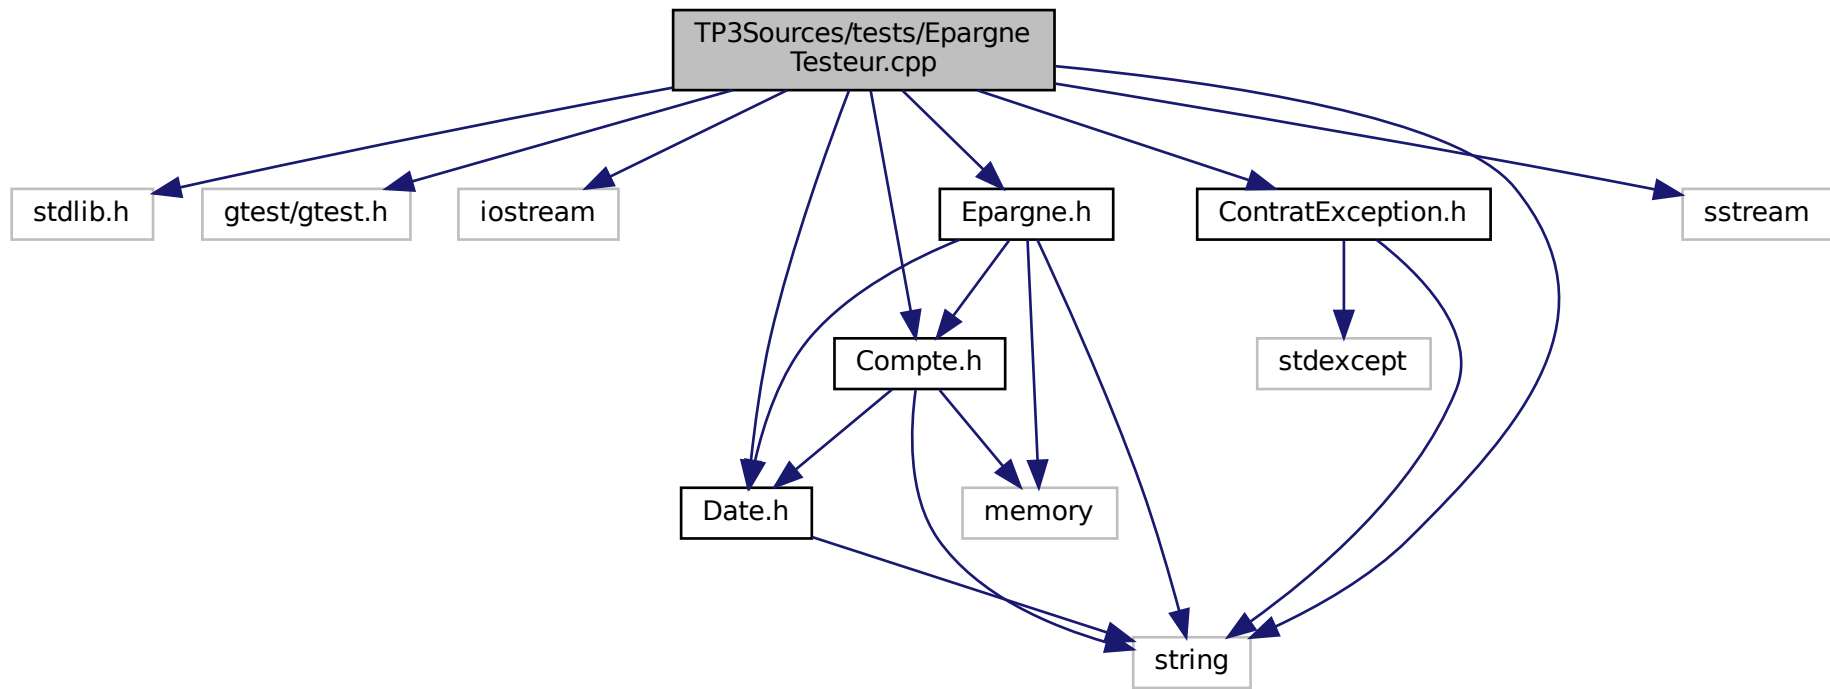 TP3Sources/tests/Epargne
Testeur.cpp
stdlib.h
gtest/gtest.h
iostream
Epargne.h
ContratException.h
sstream
Compte.h
stdexcept
Date.h
memory
string